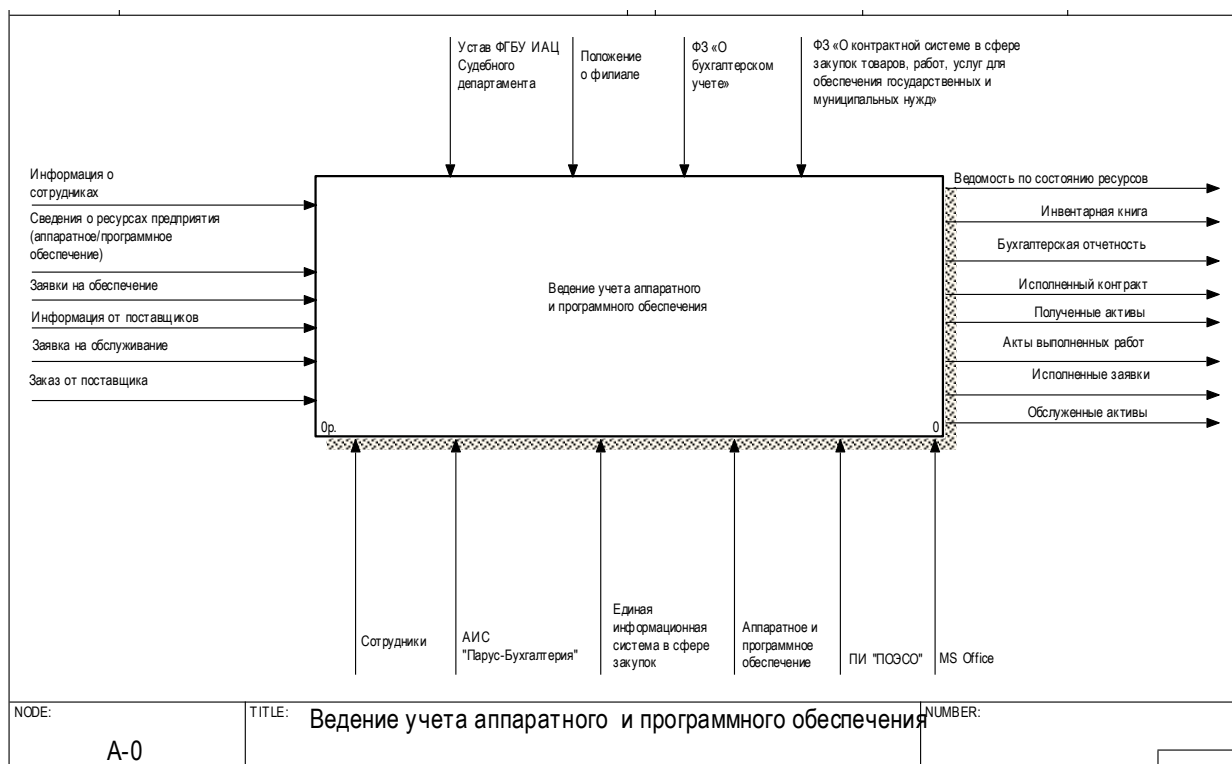 Устав ФГБУ ИАЦ
Судебного
департамента
Положение
о филиале
ФЗ «О
бухгалтерском
учете»
ФЗ «О контрактной системе в сфере
закупок товаров, работ, услуг для
обеспечения государственных и
муниципальных нужд»
Информация о
сотрудниках
Сведения о ресурсах предприятия
(аппаратное/программное
обеспечение)
Заявки на обеспечение
Информация от поставщиков
Заявка на обслуживание
Заказ от поставщика
Ведение учета аппаратного
и программного обеспечения
0р.
0
Ведомость по состоянию ресурсов
Инвентарная книга
Бухгалтерская отчетность
Исполненный контракт
Полученные активы
Акты выполненных работ
Исполненные заявки
Обслуженные активы
Сотрудники
АИС
"Парус-Бухгалтерия"
Единая
информационная
система в сфере
закупок
Аппаратное и
программное
обеспечение
ПИ "ПОЭСО"
MS Office
NODE:
A-0
TITLE:
Ведение учета аппаратного и программного обеспечения
NUMBER: